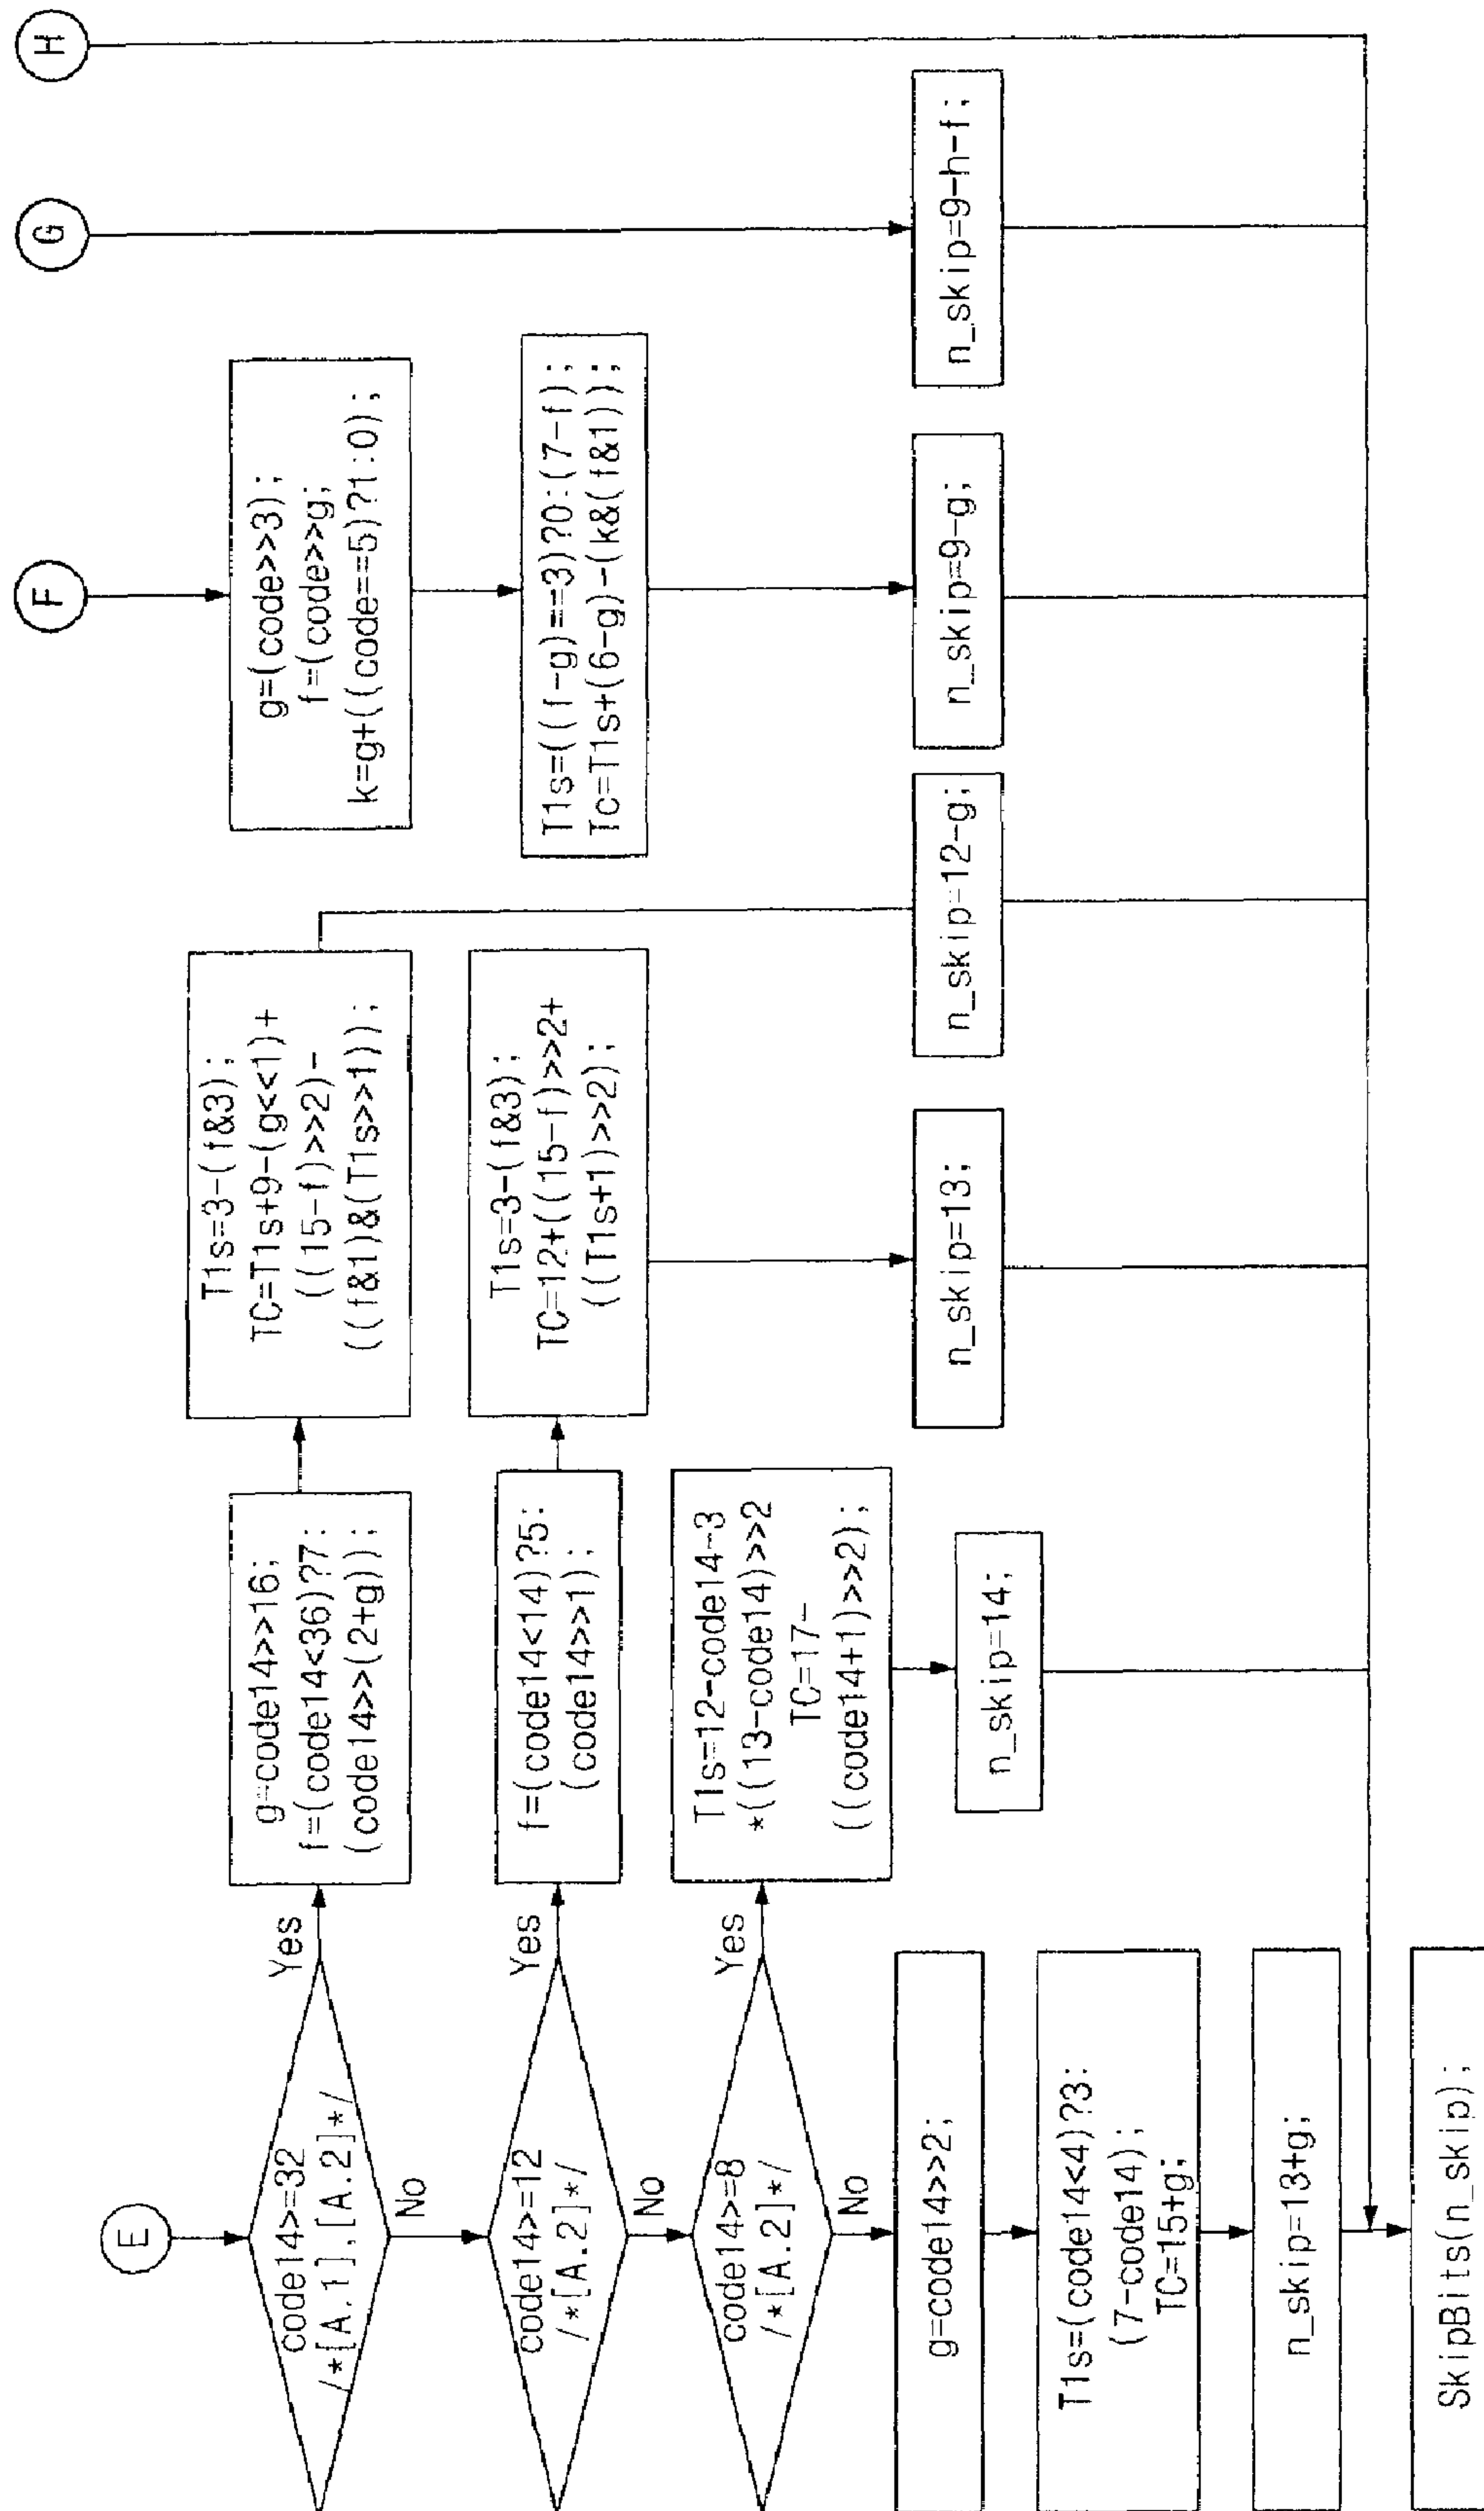 E
code14>=32
/*[A.1],[A.2]*/
Yes
No
g=code14>>16;
f=(code14<36)?7:
(code14>>(2+g));
T1s=3-(f&3);
TC=T1s+9-(g<<1)+
((15-f)>>2)-
((f&1)&(T1s>>1));
n_skip=12-g;
code14>=12
/*[A.2]*/
Yes
No
f=(code14<14)?5:
(code14>>1);
T1s=3-(f&3);
TC=12+((15-f)>>2+
((T1s+1)>>2);
n_skip=13;
code14>=8
/*[A.2]*/
Yes
No
T1s=12-code14-3
*((13-code14)>>2
TC=17-
((code14+1)>>2);
n_skip=14;
g=code14>>2;
T1s=(code14<4)?3:
(7-code14);
TC=15+g;
n_skip=13+g;
SkipBits(n_skip);
F
g=(code>>3);
f=(code>>g;
k=g+((code==5)?1:0);
T1s=((f-g)==3)?0:(7-f);
Tc=T1s+(6-g)-(k&(f&1));
n_skip=9-g;
G
n_skip=9-h-f;
H